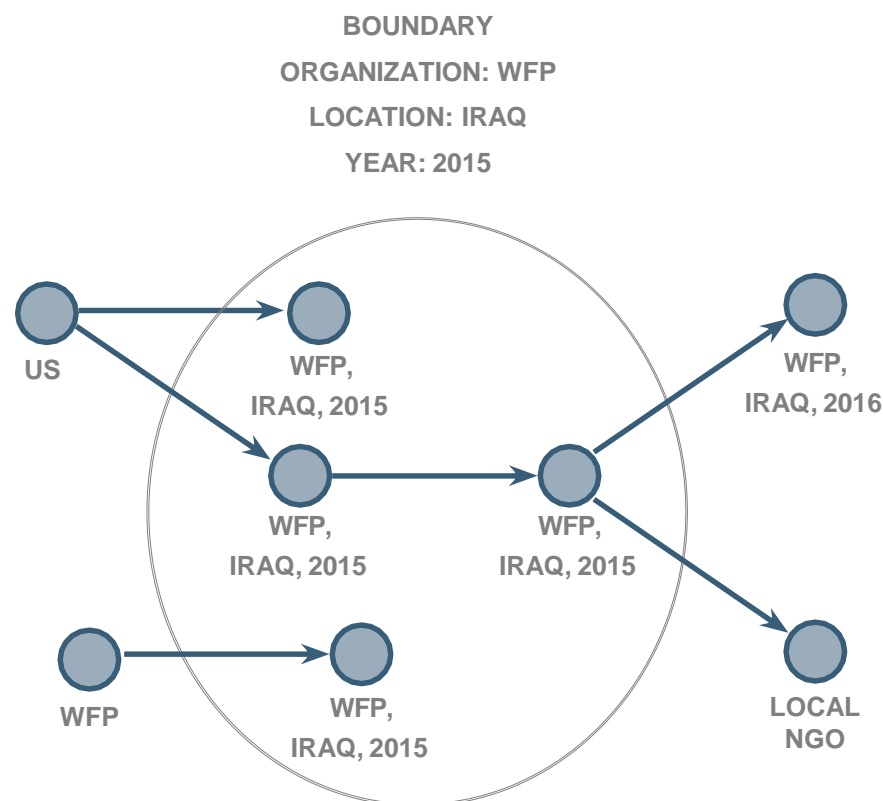 BOUNDARY
ORGANIZATION: WFP
LOCATION: IRAQ
YEAR: 2015
US
WFP,
IRAQ, 2015
WFP,
IRAQ, 2016
WFP,
IRAQ, 2015
WFP,
IRAQ, 2015
WFP
WFP,
IRAQ, 2015
LOCAL
NGO